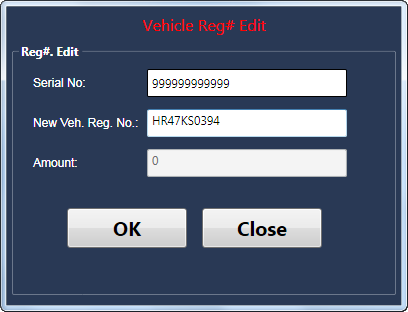 Vehicle Reg# Edit
Reg#. Edit
Serial No: 999999999999
New Veh. Reg. No.: HR47KS0394
Amount: 0
OK Close